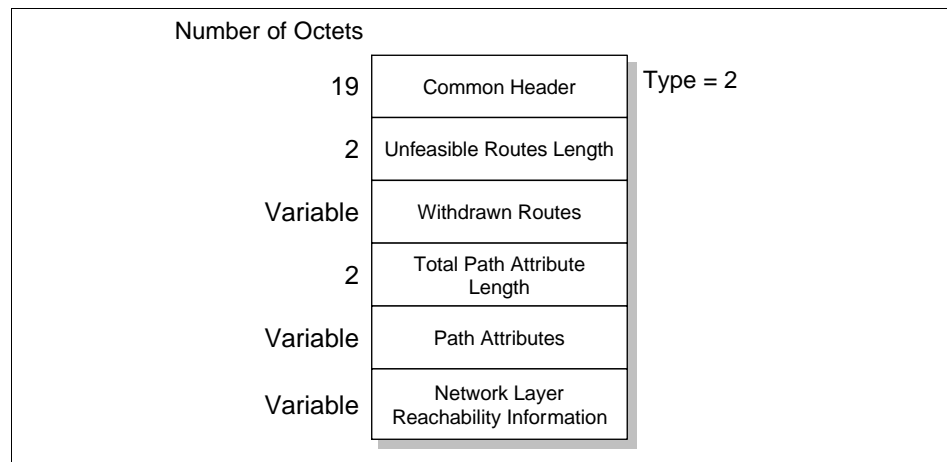 Number of Octets
19
Common Header
Type = 2
2
Unfeasible Routes Length
Variable
Withdrawn Routes
2
Total Path Attribute
Length
Variable
Path Attributes
Variable
Network Layer
Reachability Information